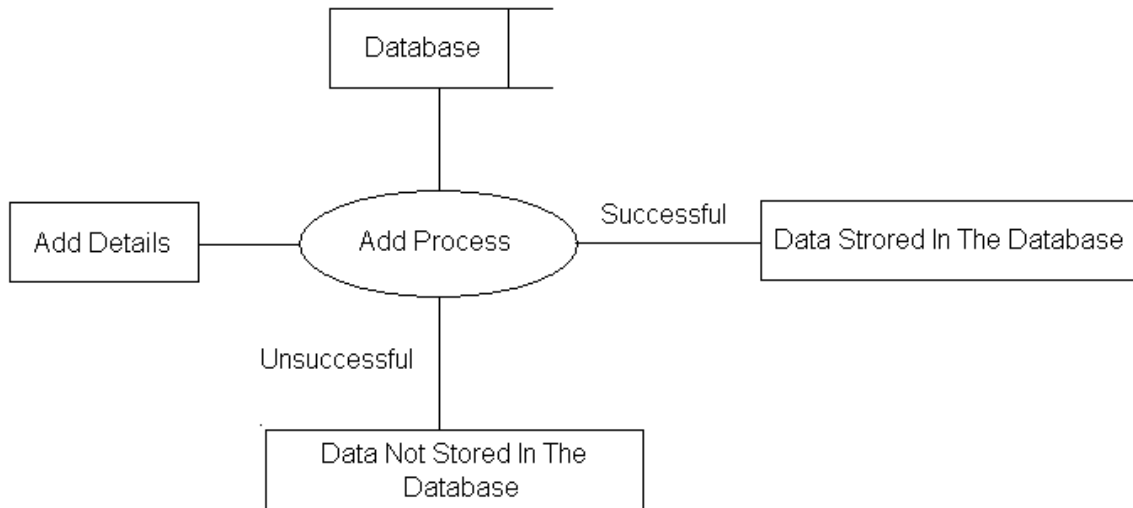 Database
Successful
Add Details
Add Process
Data Strored In The Database
Unsuccessful
Data Not Stored In The
Database